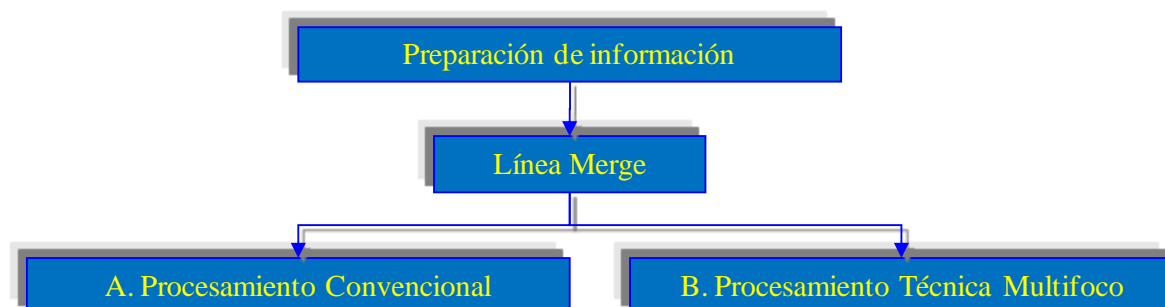 Preparación de información
Línea Merge
A. Procesamiento Convencional
B. Procesamiento Técnica Multifoco